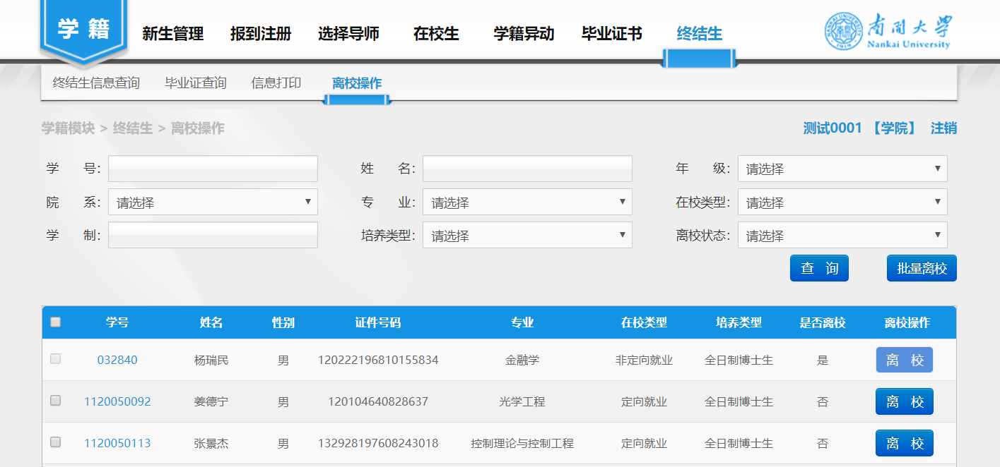 学 籍
新生管理 报到注册 选择导师 在校生 学籍异动 毕业证书 终结生
南开大学
Nankai University
终结生信息查询 毕业证查询 信息打印 离校操作
学籍模块 > 终结生 > 离校操作
测试0001 【学院】 注销
学 号: 姓 名: 年 级: 请选择
院 系: 请选择 专 业: 请选择 在校类型: 请选择
学 制: 培养类型: 请选择 离校状态: 请选择
查 询 批量离校
学号 姓名 性别 证件号码 专业 在校类型 培养类型 是否离校 离校操作
032840 杨瑞民 男 120222196810155834 金融学 非定向就业 全日制博士生 是 离 校
1120050092 姜德宁 男 120104640828637 光学工程 定向就业 全日制博士生 否 离 校
1120050113 张景杰 男 132928197608243018 控制理论与控制工程 定向就业 全日制博士生 否 离 校